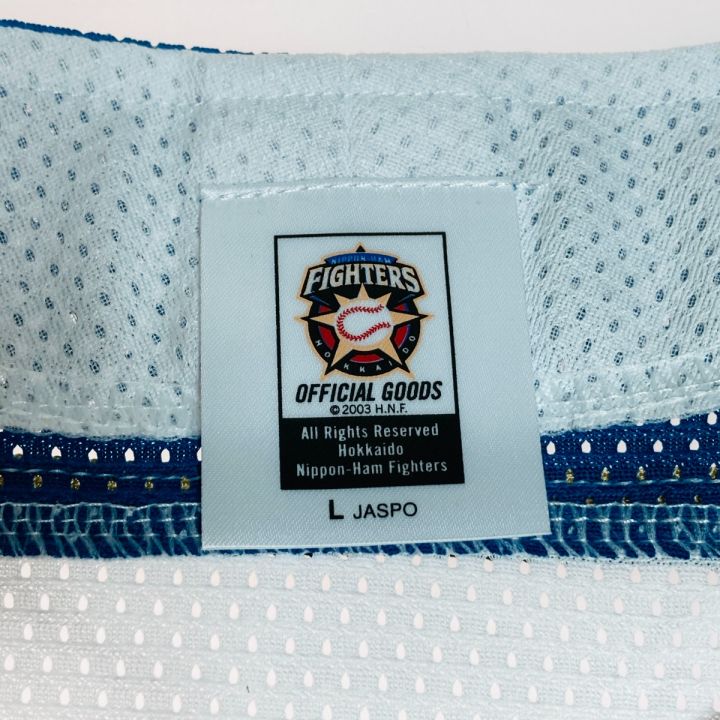 NIPPON-HAM
FIGHTERS
HOKKAIDO
OFFICIAL GOODS
© 2003 H.N.F.
All Rights Reserved
Hokkaido
Nippon-Ham Fighters
L JASPO